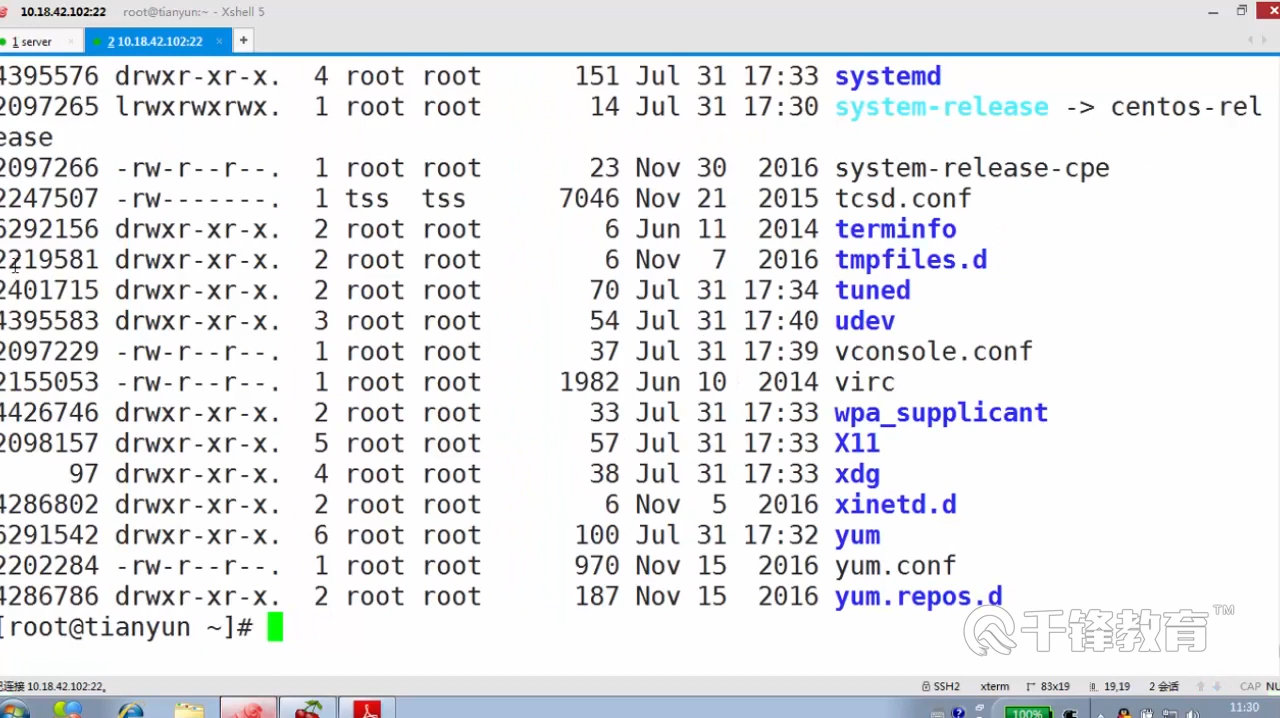 10.18.42.102:22 root@tianyun:~ - Xshell 5
1 server × 2 10.18.42.102:22 × +
4395576 drwxr-xr-x. 4 root root 151 Jul 31 17:33 systemd
2097265 lrwxrwxrwx. 1 root root 14 Jul 31 17:30 system-release -> centos-rel
ease
2097266 -rw-r--r--. 1 root root 23 Nov 30 2016 system-release-cpe
2247507 -rw-------. 1 tss tss 7046 Nov 21 2015 tcsd.conf
6292156 drwxr-xr-x. 2 root root 6 Jun 11 2014 terminfo
2219581 drwxr-xr-x. 2 root root 6 Nov 7 2016 tmpfiles.d
2401715 drwxr-xr-x. 2 root root 70 Jul 31 17:34 tuned
4395583 drwxr-xr-x. 3 root root 54 Jul 31 17:40 udev
2097229 -rw-r--r--. 1 root root 37 Jul 31 17:39 vconsole.conf
2155053 -rw-r--r--. 1 root root 1982 Jun 10 2014 virc
4426746 drwxr-xr-x. 2 root root 33 Jul 31 17:33 wpa_supplicant
2098157 drwxr-xr-x. 5 root root 57 Jul 31 17:33 X11
97 drwxr-xr-x. 4 root root 38 Jul 31 17:33 xdg
4286802 drwxr-xr-x. 2 root root 6 Nov 5 2016 xinetd.d
6291542 drwxr-xr-x. 6 root root 100 Jul 31 17:32 yum
2202284 -rw-r--r--. 1 root root 970 Nov 15 2016 yum.conf
4286786 drwxr-xr-x. 2 root root 187 Nov 15 2016 yum.repos.d
[root@tianyun ~]#
千锋教育™
已连接 10.18.42.102:22。 SSH2 xterm 83x19 19,19 2 会话 CAP NU
100% 11:30